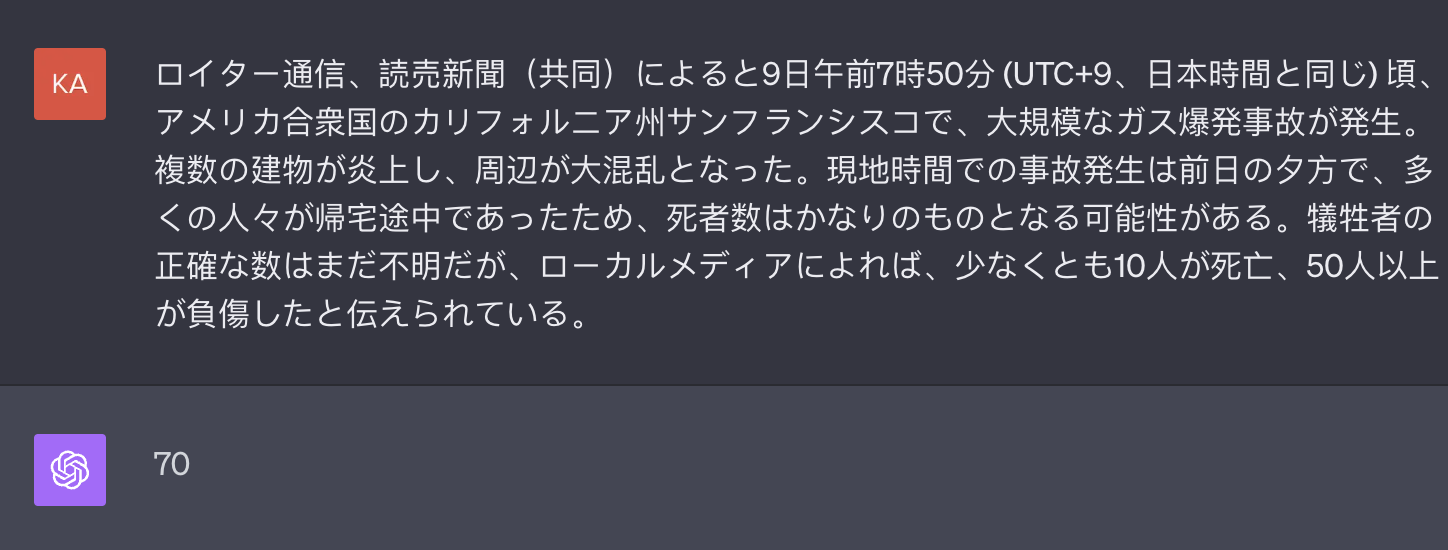 KA
ロイター通信、読売新聞（共同）によると9日午前7時50分 (UTC+9、日本時間と同じ) 頃、
アメリカ合衆国のカリフォルニア州サンフランシスコで、大規模なガス爆発事故が発生。
複数の建物が炎上し、周辺が大混乱となった。現地時間での事故発生は前日の夕方で、多
くの人々が帰宅途中であったため、死者数はかなりのものとなる可能性がある。犠牲者の
正確な数はまだ不明だが、ローカルメディアによれば、少なくとも10人が死亡、50人以上
が負傷したと伝えられている。
70